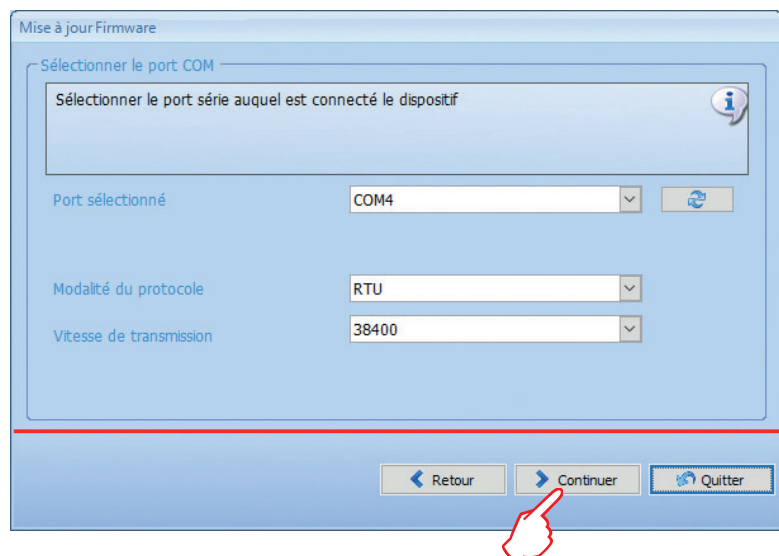 Mise à jour Firmware
Sélectionner le port COM
Sélectionner le port série auquel est connecté le dispositif
Port sélectionné COM4
Modalité du protocole RTU
Vitesse de transmission 38400
Retour Continuer Quitter